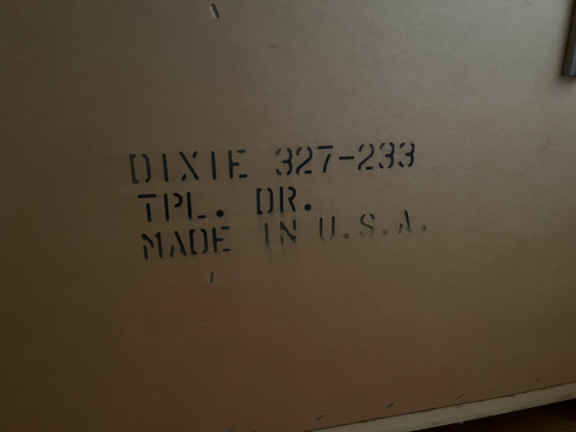 DIXIE 327-233
TPL. DR.
MADE IN U.S.A.